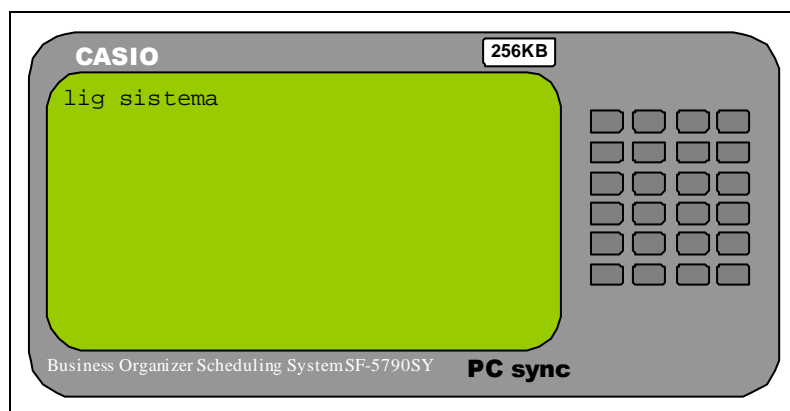 CASIO
256KB
lig sistema
Business Organizer Scheduling System SF-5790SY
PC sync